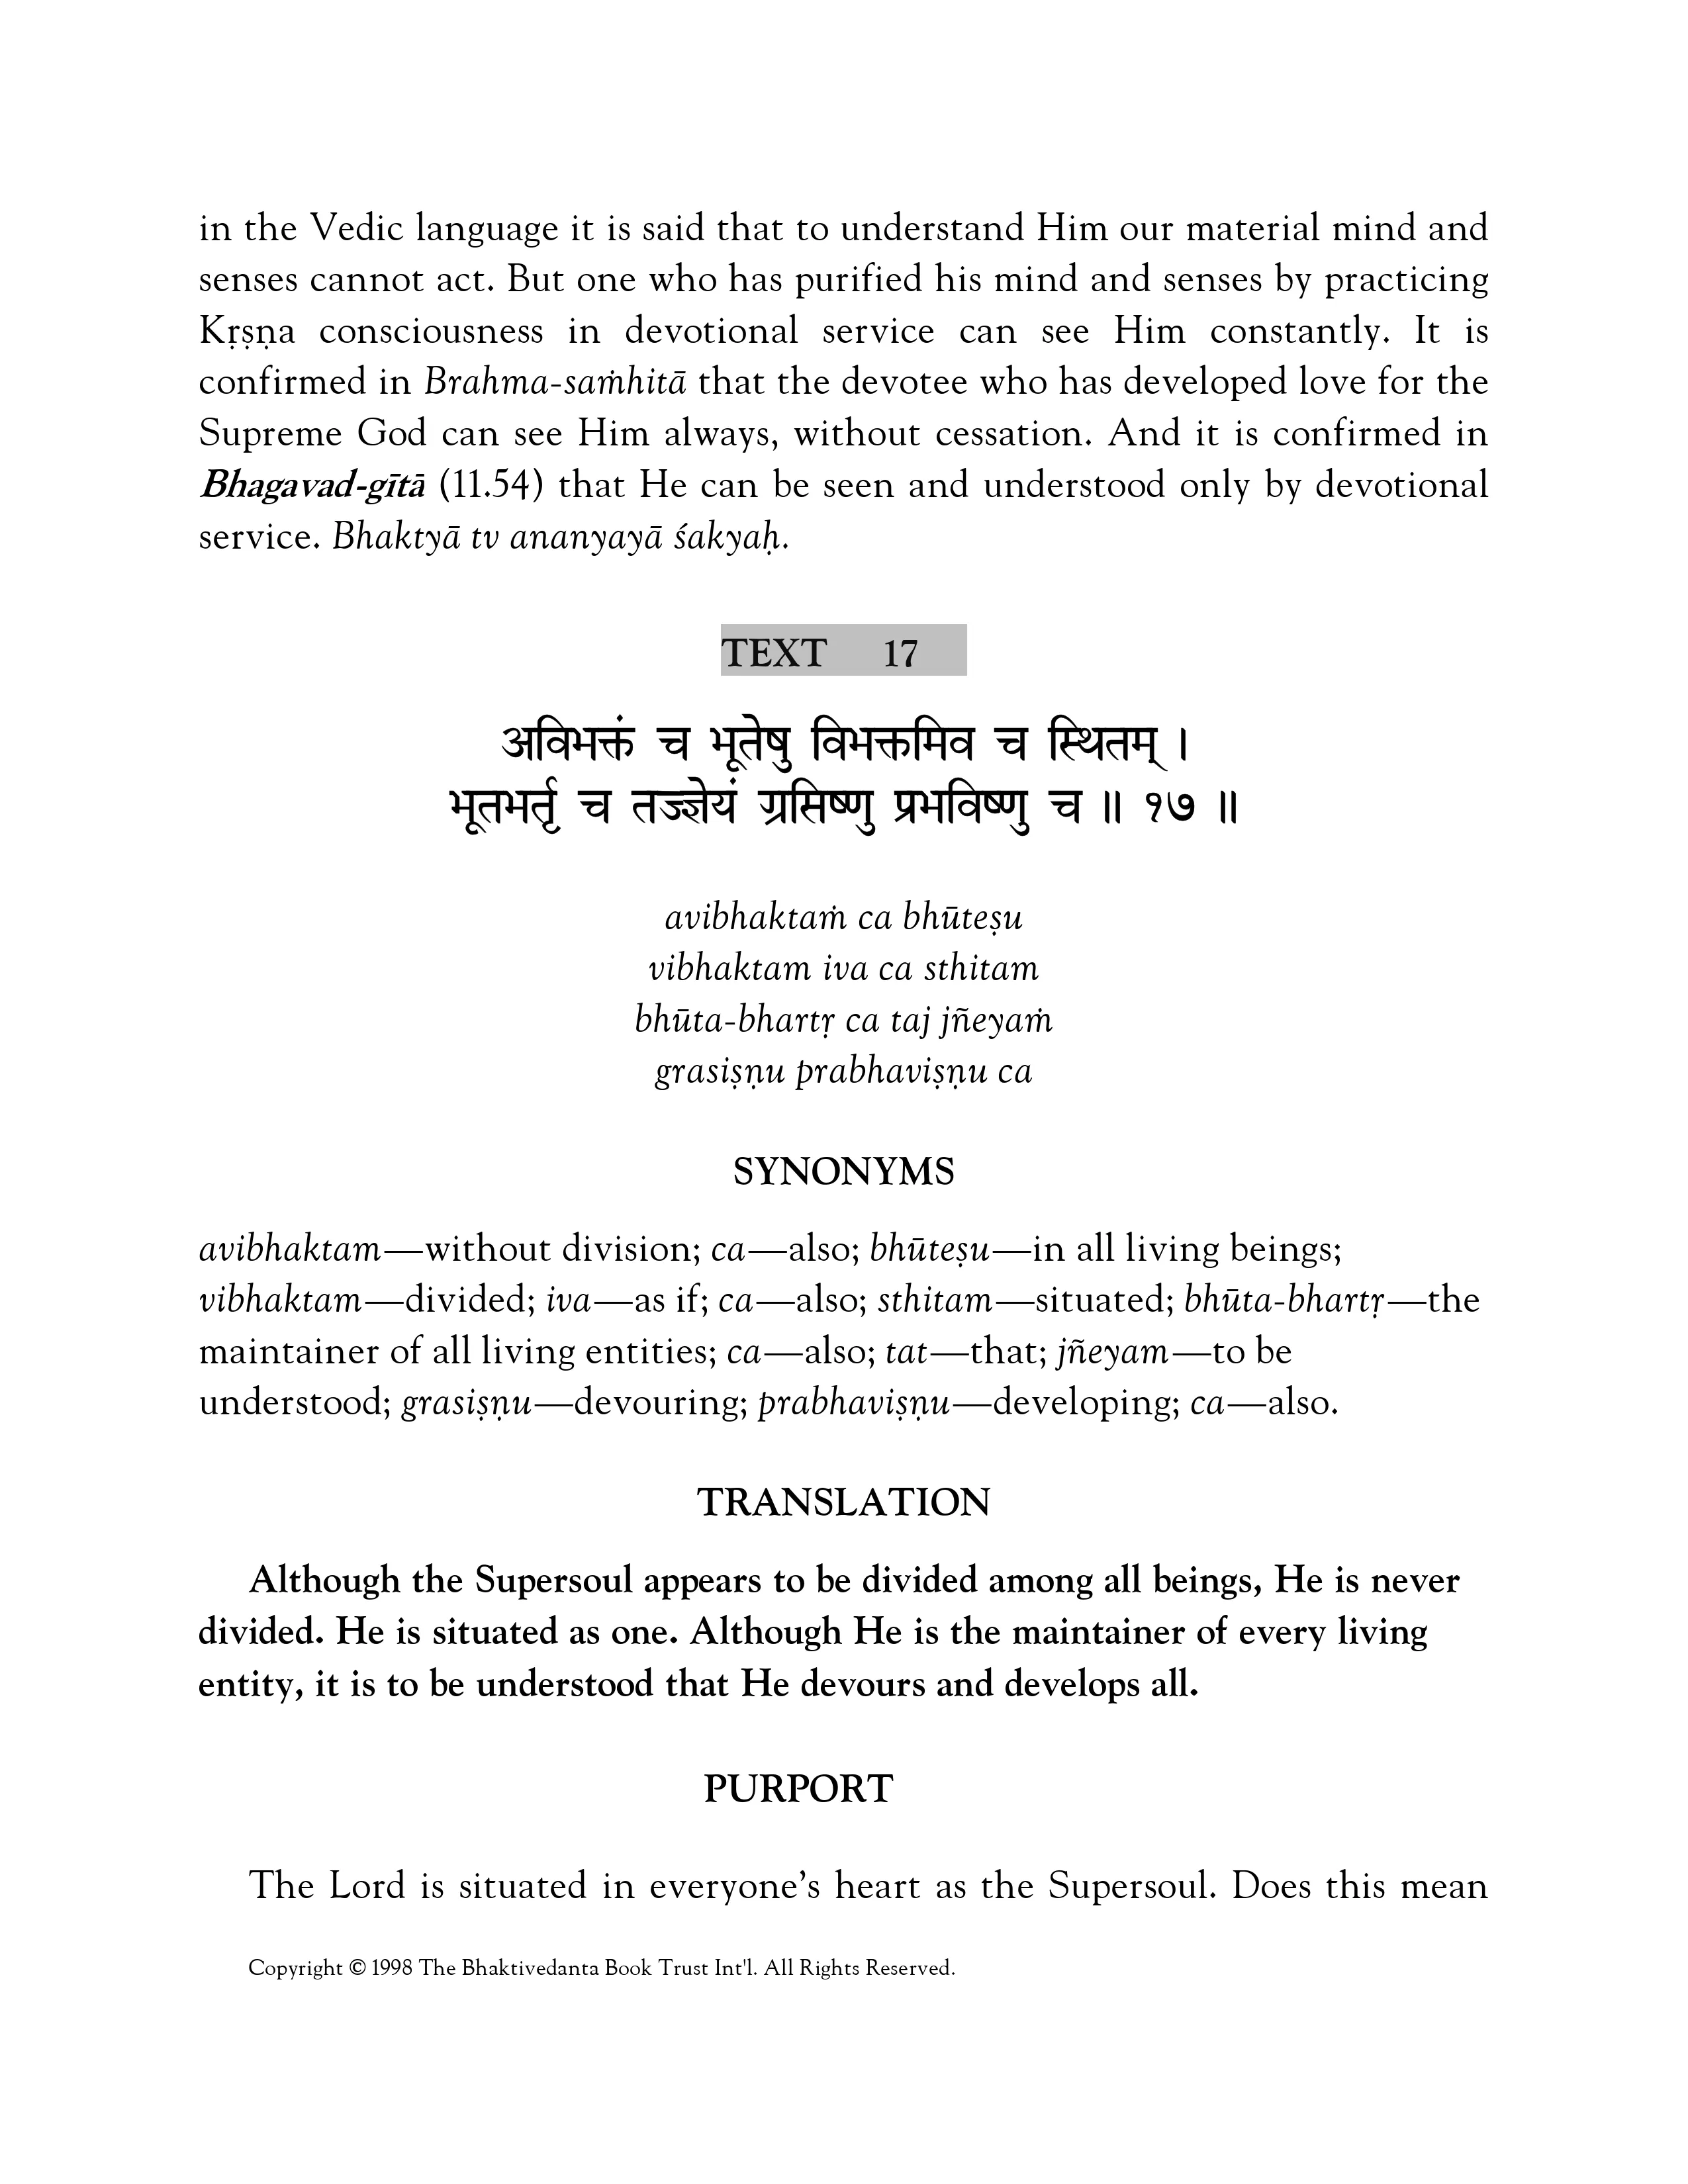 in the Vedic language it is said that to understand Him our material mind and
senses cannot act. But one who has purified his mind and senses by practicing
Kṛṣṇa consciousness in devotional service can see Him constantly. It is
confirmed in Brahma-saṁhitā that the devotee who has developed love for the
Supreme God can see Him always, without cessation. And it is confirmed in
Bhagavad-gītā (11.54) that He can be seen and understood only by devotional
service. Bhaktyā tv ananyayā śakyaḥ.
TEXT 17
अविभक्तं च भूतेषु विभक्तमिव च स्थितम् ।
भूतभर्तृ च तज्ज्ञेयं ग्रसिष्णु प्रभविष्णु च ॥ १७ ॥
avibhaktaṁ ca bhūteṣu
vibhaktam iva ca sthitam
bhūta-bhartṛ ca taj jñeyaṁ
grasiṣṇu prabhaviṣṇu ca
SYNONYMS
avibhaktam—without division; ca—also; bhūteṣu—in all living beings;
vibhaktam—divided; iva—as if; ca—also; sthitam—situated; bhūta-bhartṛ—the
maintainer of all living entities; ca—also; tat—that; jñeyam—to be
understood; grasiṣṇu—devouring; prabhaviṣṇu—developing; ca—also.
TRANSLATION
Although the Supersoul appears to be divided among all beings, He is never
divided. He is situated as one. Although He is the maintainer of every living
entity, it is to be understood that He devours and develops all.
PURPORT
The Lord is situated in everyone's heart as the Supersoul. Does this mean
Copyright © 1998 The Bhaktivedanta Book Trust Int'l. All Rights Reserved.